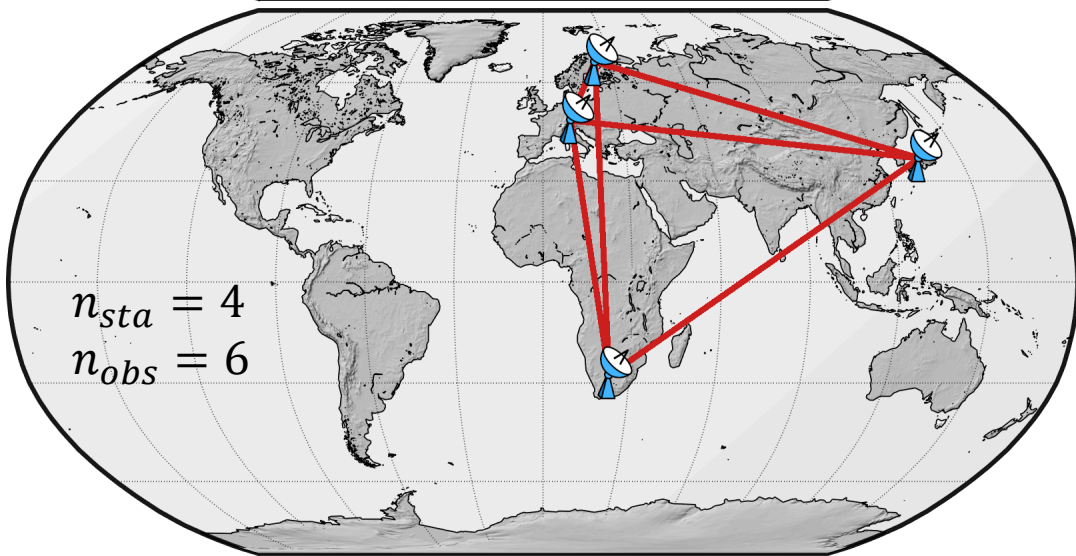 n_sta = 4
n_obs = 6